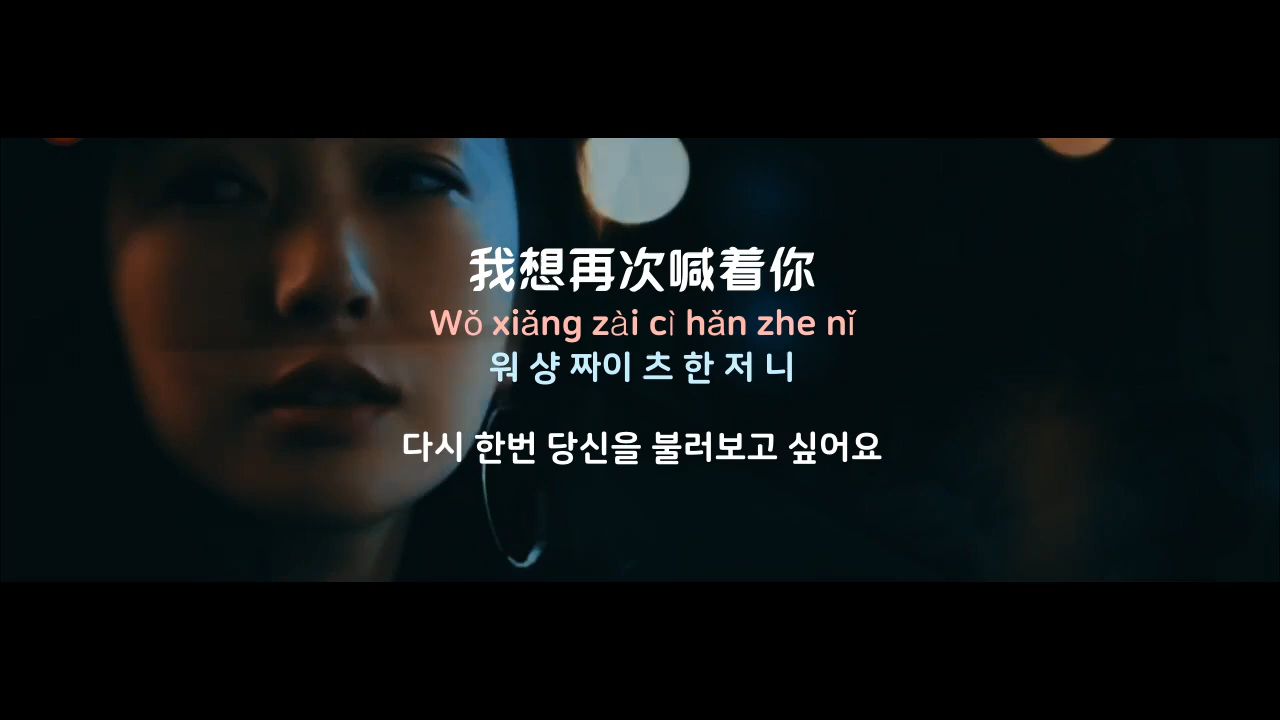 我想再次喊着你
Wǒ xiǎng zài cì hǎn zhe nǐ
워 샹 짜이 츠 한 저 니
다시 한번 당신을 불러보고 싶어요